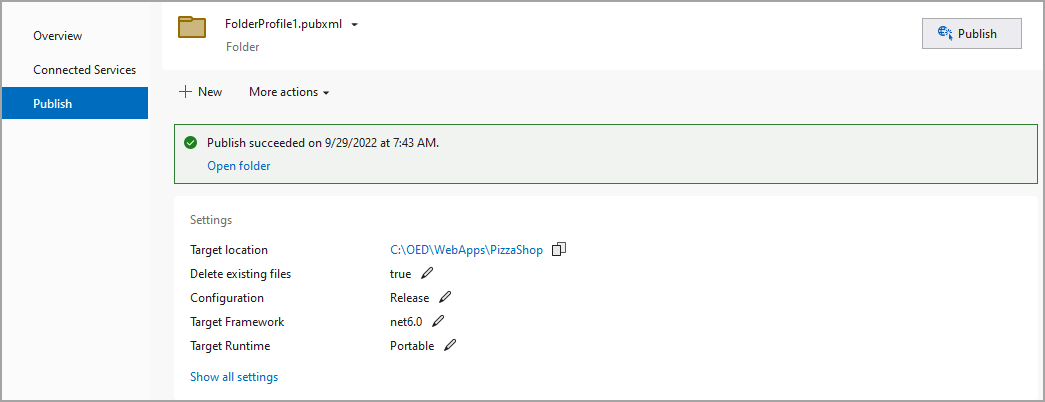 Overview
Connected Services
Publish
FolderProfile1.pubxml
Folder
Publish
New
More actions
Publish succeeded on 9/29/2022 at 7:43 AM.
Open folder
Settings
Target location C:\OED\WebApps\PizzaShop
Delete existing files true
Configuration Release
Target Framework net6.0
Target Runtime Portable
Show all settings